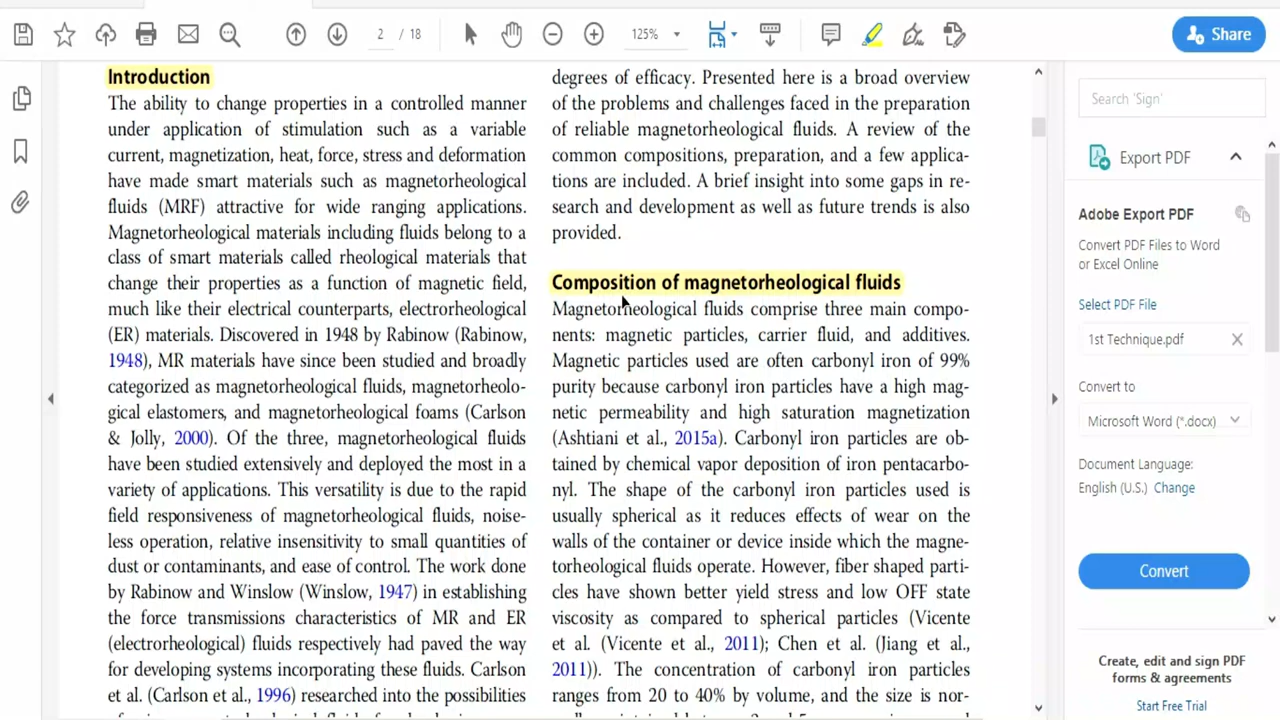 2 / 18
125%
Share
Introduction
The ability to change properties in a controlled manner
under application of stimulation such as a variable
current, magnetization, heat, force, stress and deformation
have made smart materials such as magnetorheological
fluids (MRF) attractive for wide ranging applications.
Magnetorheological materials including fluids belong to a
class of smart materials called rheological materials that
change their properties as a function of magnetic field,
much like their electrical counterparts, electrorheological
(ER) materials. Discovered in 1948 by Rabinow (Rabinow,
1948), MR materials have since been studied and broadly
categorized as magnetorheological fluids, magnetorheolo-
gical elastomers, and magnetorheological foams (Carlson
& Jolly, 2000). Of the three, magnetorheological fluids
have been studied extensively and deployed the most in a
variety of applications. This versatility is due to the rapid
field responsiveness of magnetorheological fluids, noise-
less operation, relative insensitivity to small quantities of
dust or contaminants, and ease of control. The work done
by Rabinow and Winslow (Winslow, 1947) in establishing
the force transmissions characteristics of MR and ER
(electrorheological) fluids respectively had paved the way
for developing systems incorporating these fluids. Carlson
et al. (Carlson et al., 1996) researched into the possibilities
degrees of efficacy. Presented here is a broad overview
of the problems and challenges faced in the preparation
of reliable magnetorheological fluids. A review of the
common compositions, preparation, and a few applica-
tions are included. A brief insight into some gaps in re-
search and development as well as future trends is also
provided.
Composition of magnetorheological fluids
Magnetorheological fluids comprise three main compo-
nents: magnetic particles, carrier fluid, and additives.
Magnetic particles used are often carbonyl iron of 99%
purity because carbonyl iron particles have a high mag-
netic permeability and high saturation magnetization
(Ashtiani et al., 2015a). Carbonyl iron particles are ob-
tained by chemical vapor deposition of iron pentacarbo-
nyl. The shape of the carbonyl iron particles used is
usually spherical as it reduces effects of wear on the
walls of the container or device inside which the magne-
torheological fluids operate. However, fiber shaped parti-
cles have shown better yield stress and low OFF state
viscosity as compared to spherical particles (Vicente
et al. (Vicente et al., 2011); Chen et al. (Jiang et al.,
2011)). The concentration of carbonyl iron particles
ranges from 20 to 40% by volume, and the size is nor-
Search 'Sign'
Export PDF
Adobe Export PDF
Convert PDF Files to Word
or Excel Online
Select PDF File
1st Technique.pdf
Convert to
Microsoft Word (*.docx)
Document Language:
English (U.S.) Change
Convert
Create, edit and sign PDF
forms & agreements
Start Free Trial